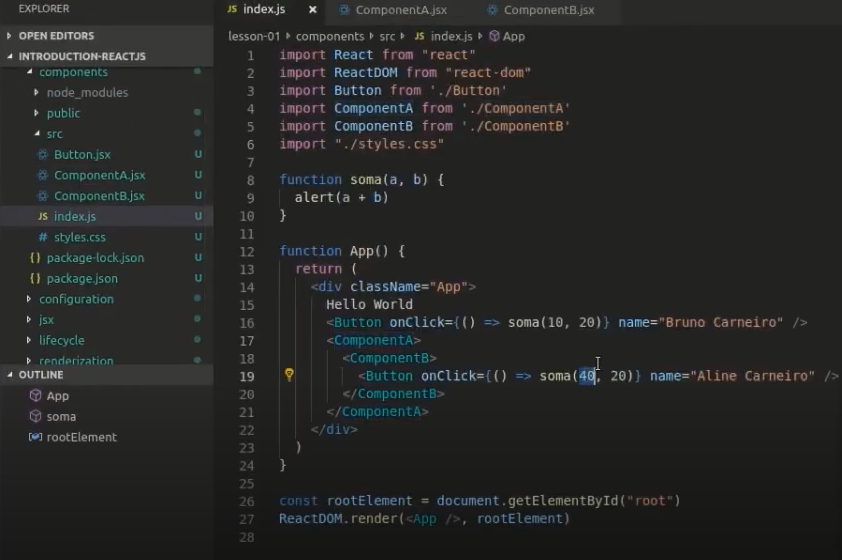 EXPLORER
OPEN EDITORS
INTRODUCTION-REACTJS
components
node_modules
public
src
Button.jsx U
ComponentA.jsx U
ComponentB.jsx U
JS index.js U
# styles.css U
{} package-lock.json U
{} package.json U
configuration
jsx
lifecycle
renderization
OUTLINE
App
soma
rootElement
JS index.js × ComponentA.jsx ComponentB.jsx
lesson-01 › components › src › JS index.js › App
1 import React from "react"
2 import ReactDOM from "react-dom"
3 import Button from './Button'
4 import ComponentA from './ComponentA'
5 import ComponentB from './ComponentB'
6 import "./styles.css"
7
8 function soma(a, b) {
9 alert(a + b)
10 }
11
12 function App() {
13 return (
14 <div className="App">
15 Hello World
16 <Button onClick={() => soma(10, 20)} name="Bruno Carneiro" />
17 <ComponentA>
18 <ComponentB>
19 <Button onClick={() => soma(40, 20)} name="Aline Carneiro" />
20 </ComponentB>
21 </ComponentA>
22 </div>
23 )
24 }
25
26 const rootElement = document.getElementById("root")
27 ReactDOM.render(<App />, rootElement)
28